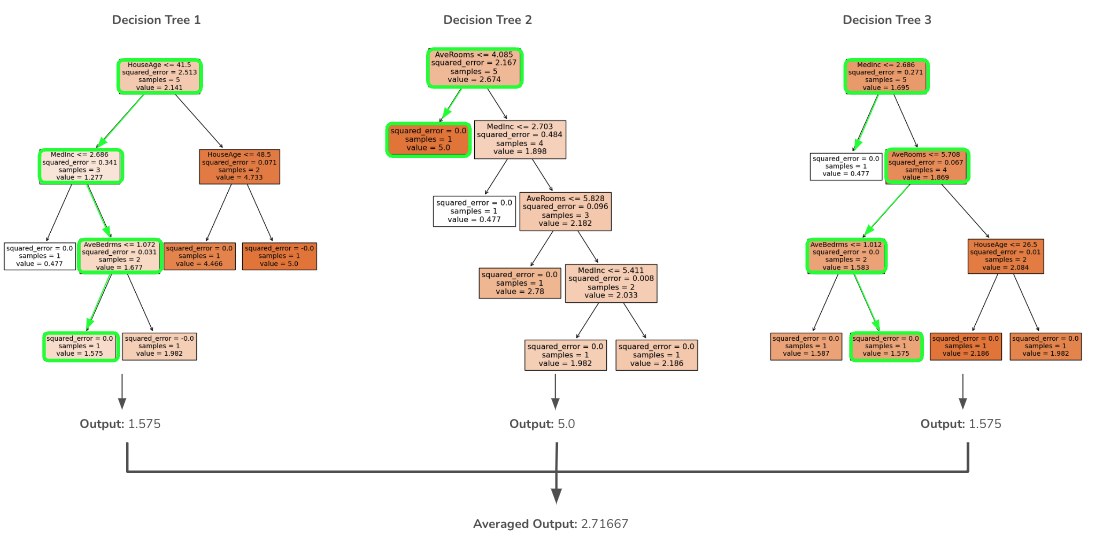 Decision Tree 1
HouseAge <= 41.5
squared_error = 2.513
samples = 5
value = 2.141
MedInc <= 2.686
squared_error = 0.341
samples = 3
value = 1.277
HouseAge <= 48.5
squared_error = 0.071
samples = 2
value = 4.733
squared_error = 0.0
samples = 1
value = 0.477
AveBedrms <= 1.072
squared_error = 0.031
samples = 2
value = 1.677
squared_error = 0.0
samples = 1
value = 4.466
squared_error = -0.0
samples = 1
value = 5.0
squared_error = 0.0
samples = 1
value = 1.575
squared_error = -0.0
samples = 1
value = 1.982
Output: 1.575
Decision Tree 2
AveRooms <= 4.085
squared_error = 2.167
samples = 5
value = 2.674
squared_error = 0.0
samples = 1
value = 5.0
MedInc <= 2.703
squared_error = 0.484
samples = 4
value = 1.898
squared_error = 0.0
samples = 1
value = 0.477
AveRooms <= 5.828
squared_error = 0.096
samples = 3
value = 2.182
squared_error = 0.0
samples = 1
value = 2.78
MedInc <= 5.411
squared_error = 0.008
samples = 2
value = 2.033
squared_error = 0.0
samples = 1
value = 1.982
squared_error = 0.0
samples = 1
value = 2.186
Output: 5.0
Decision Tree 3
MedInc <= 2.686
squared_error = 0.271
samples = 5
value = 1.695
squared_error = 0.0
samples = 1
value = 0.477
AveRooms <= 5.708
squared_error = 0.067
samples = 4
value = 1.869
AveBedrms <= 1.012
squared_error = 0.0
samples = 2
value = 1.583
HouseAge <= 26.5
squared_error = 0.01
samples = 2
value = 2.084
squared_error = 0.0
samples = 1
value = 1.587
squared_error = 0.0
samples = 1
value = 1.575
squared_error = 0.0
samples = 1
value = 2.186
squared_error = 0.0
samples = 1
value = 1.982
Output: 1.575
Averaged Output: 2.71667